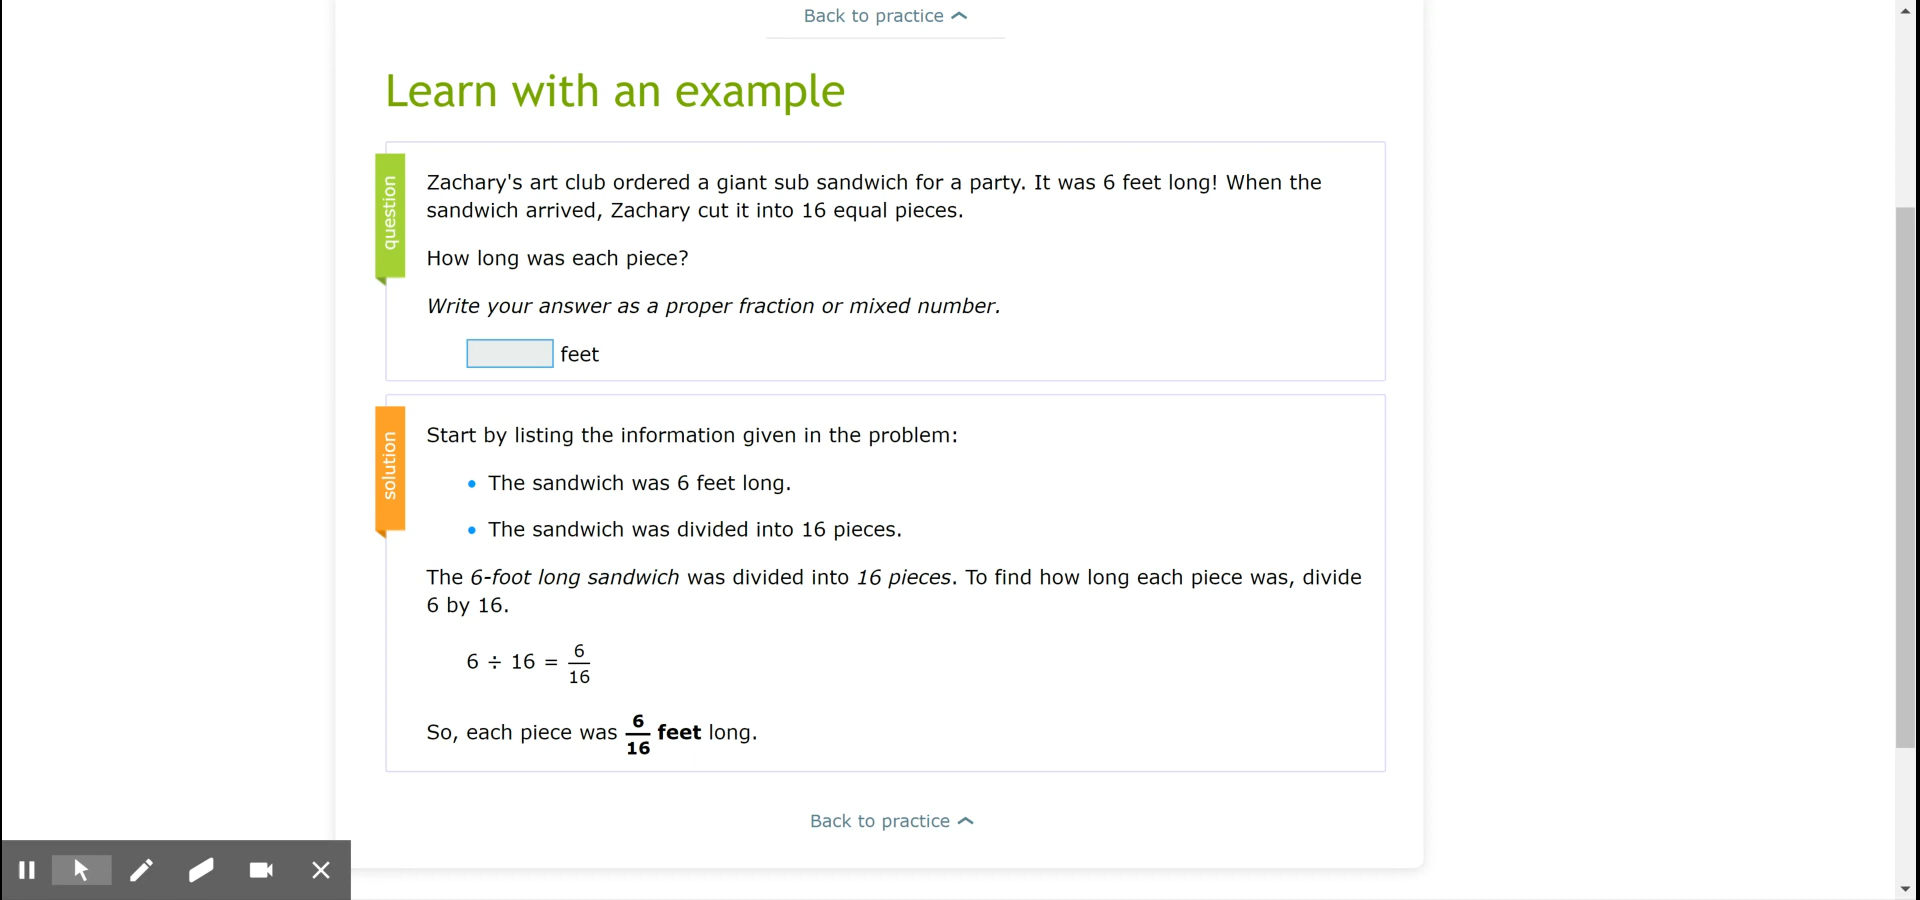 Back to practice
Learn with an example
question
Zachary's art club ordered a giant sub sandwich for a party. It was 6 feet long! When the
sandwich arrived, Zachary cut it into 16 equal pieces.
How long was each piece?
Write your answer as a proper fraction or mixed number.
feet
solution
Start by listing the information given in the problem:
• The sandwich was 6 feet long.
• The sandwich was divided into 16 pieces.
The 6-foot long sandwich was divided into 16 pieces. To find how long each piece was, divide
6 by 16.
6 ÷ 16 = 6/16
So, each piece was 6/16 feet long.
Back to practice